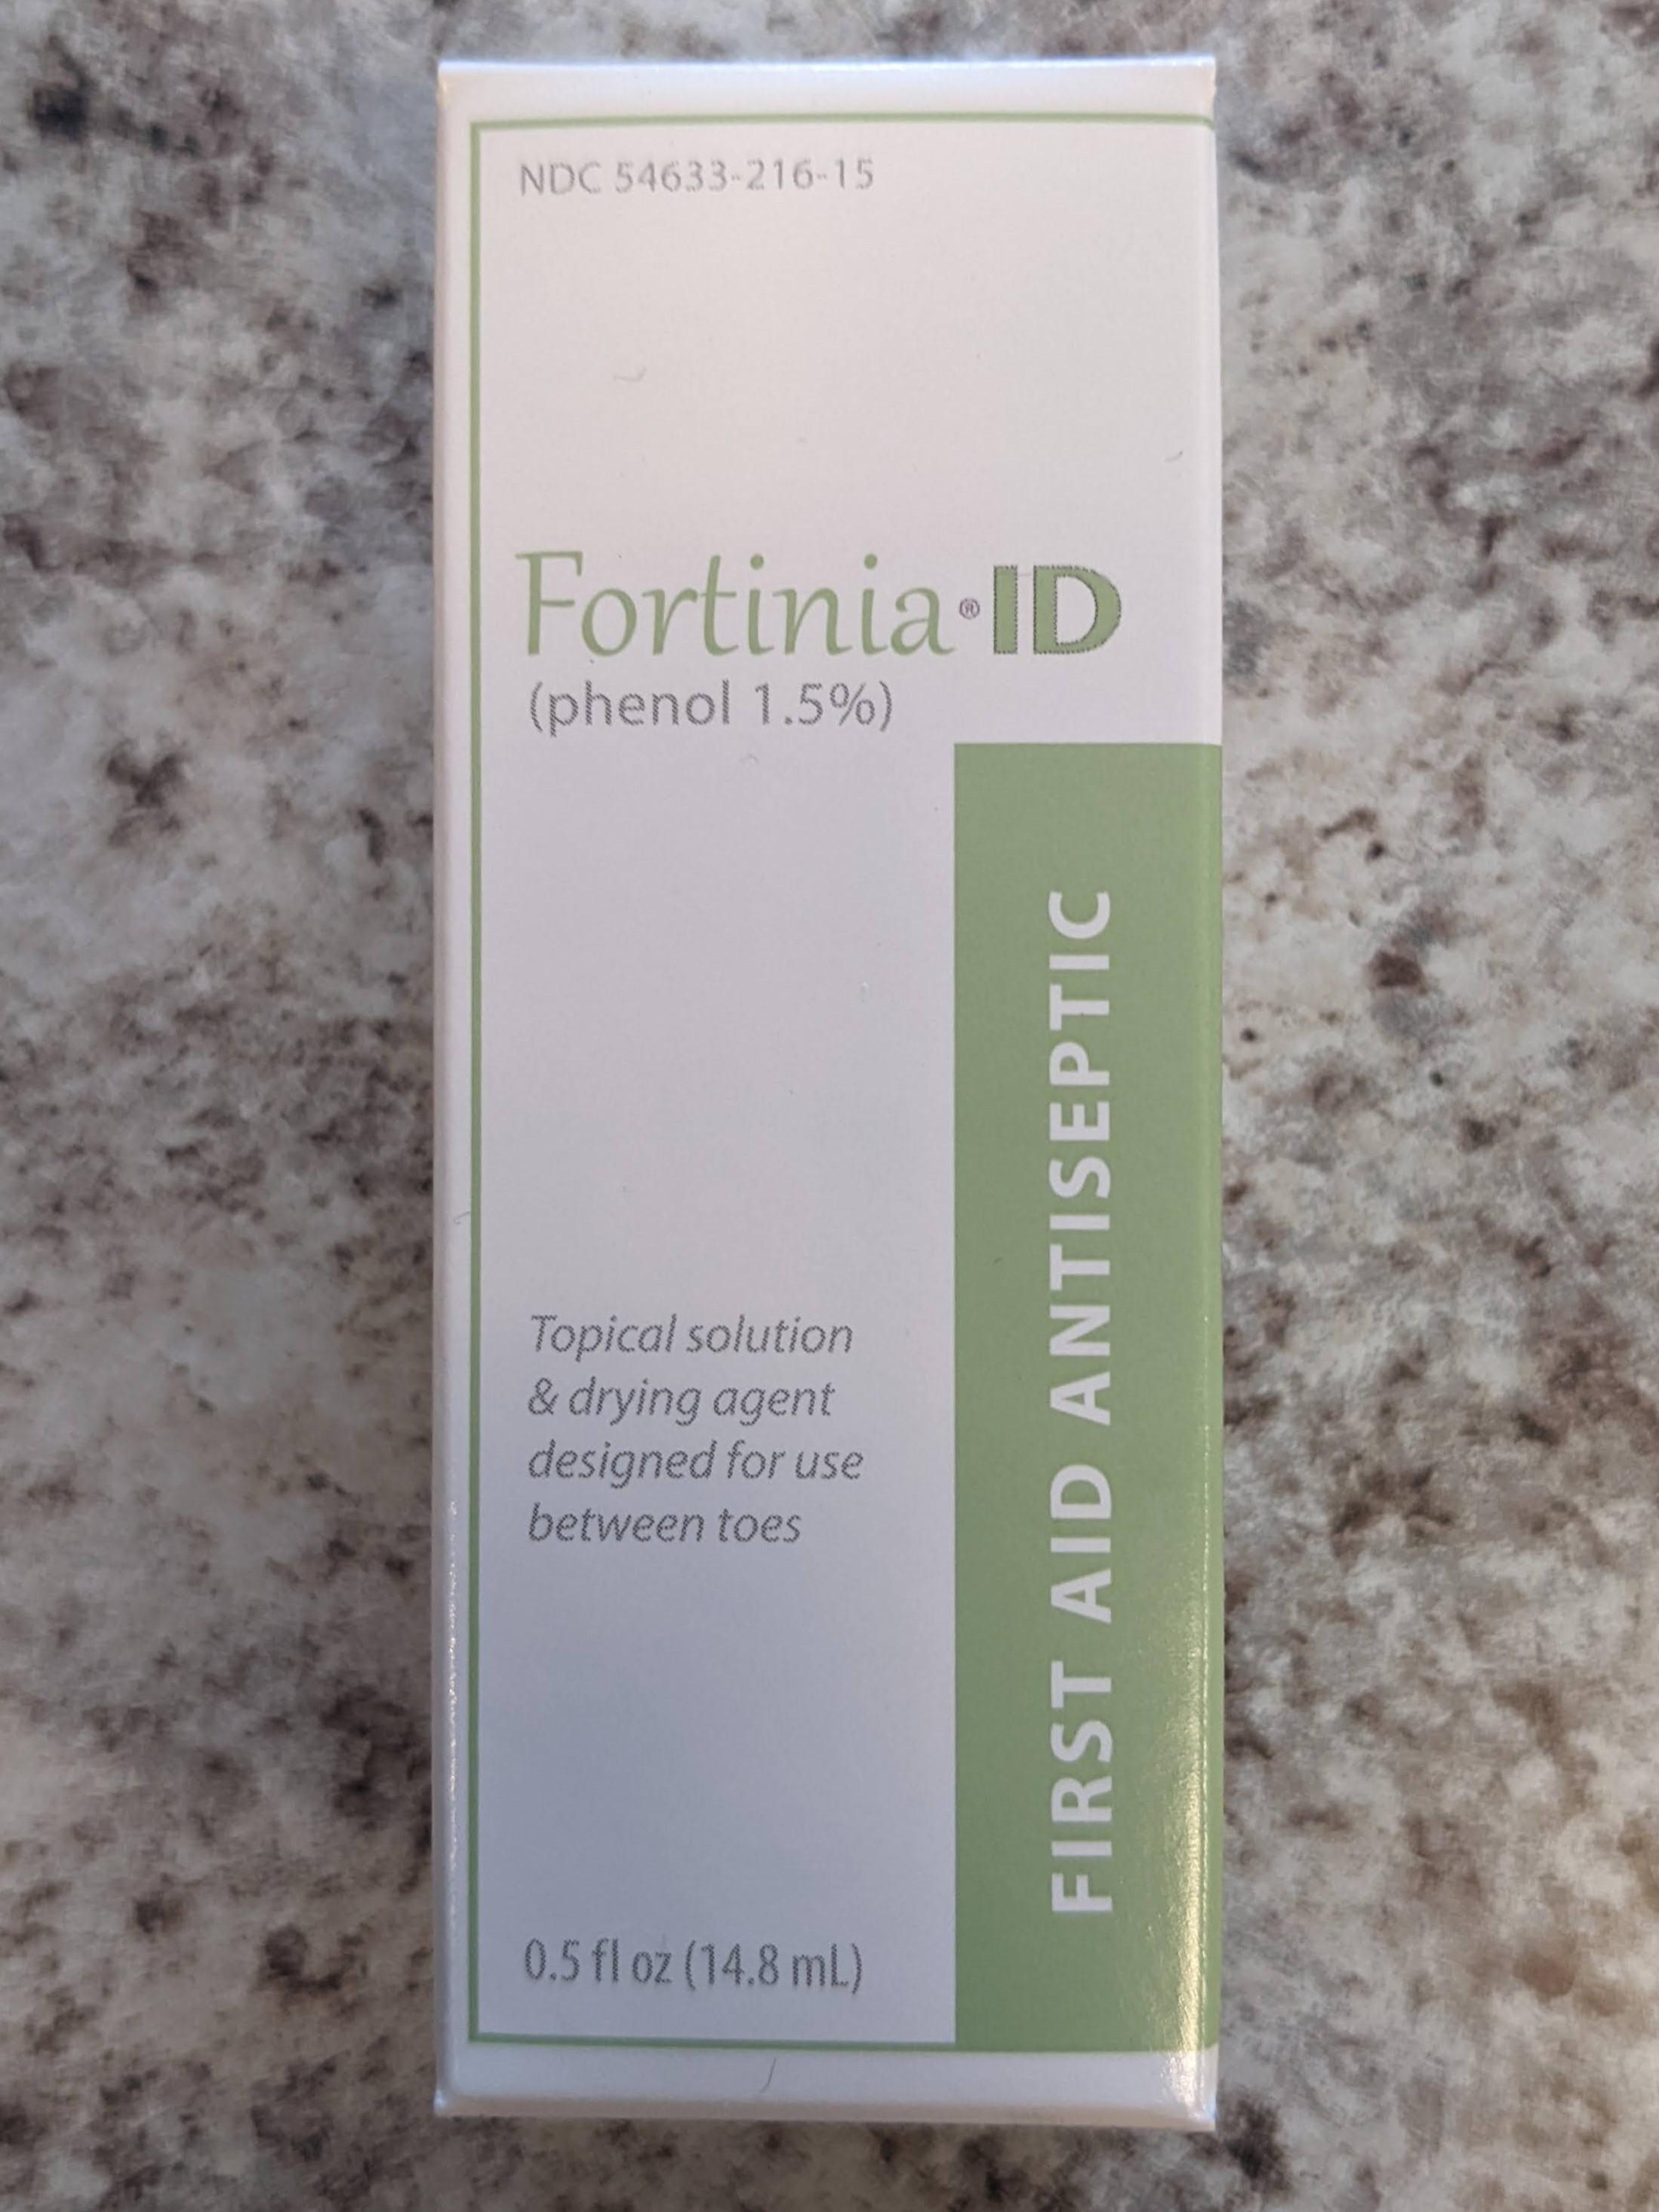 NDC 54633-216-15
Fortinia® ID
(phenol 1.5%)
FIRST AID ANTISEPTIC
Topical solution
& drying agent
designed for use
between toes
0.5 fl oz (14.8 mL)